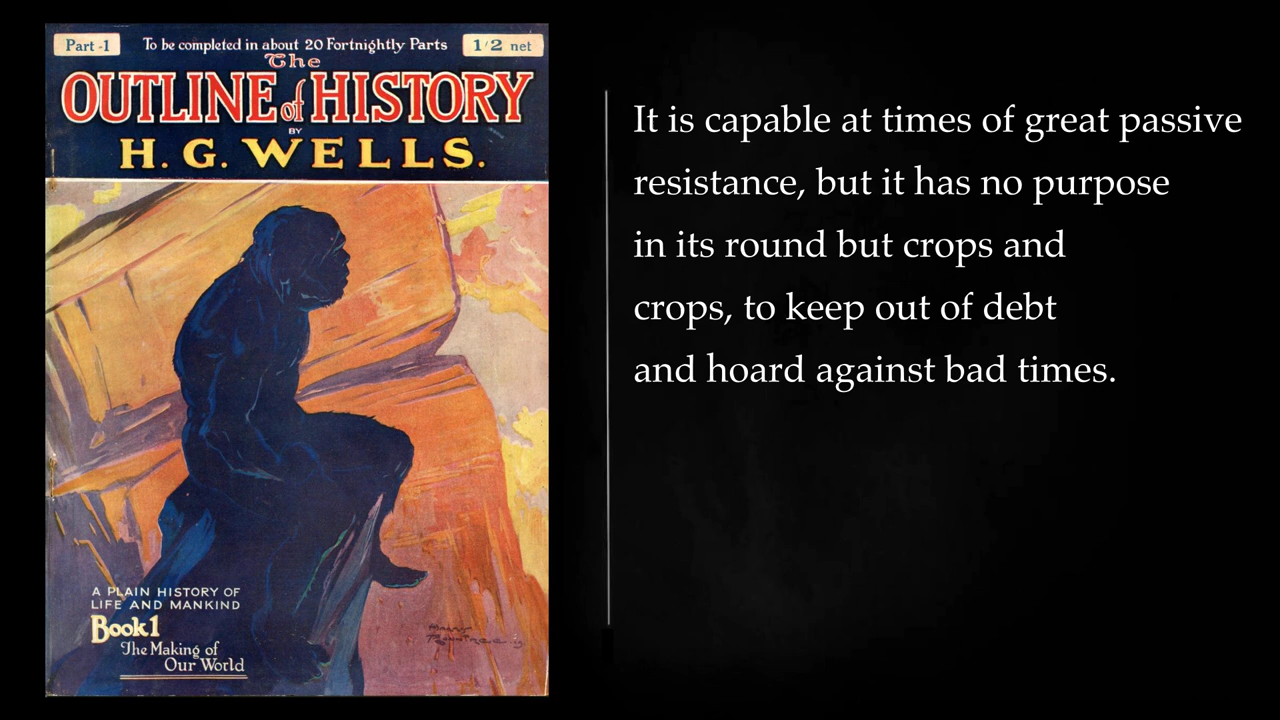 Part -1
To be completed in about 20 Fortnightly Parts
1/2 net
The
OUTLINE of HISTORY
BY
H. G. WELLS.
A PLAIN HISTORY OF
LIFE AND MANKIND
Book 1
The Making of
Our World
It is capable at times of great passive
resistance, but it has no purpose
in its round but crops and
crops, to keep out of debt
and hoard against bad times.